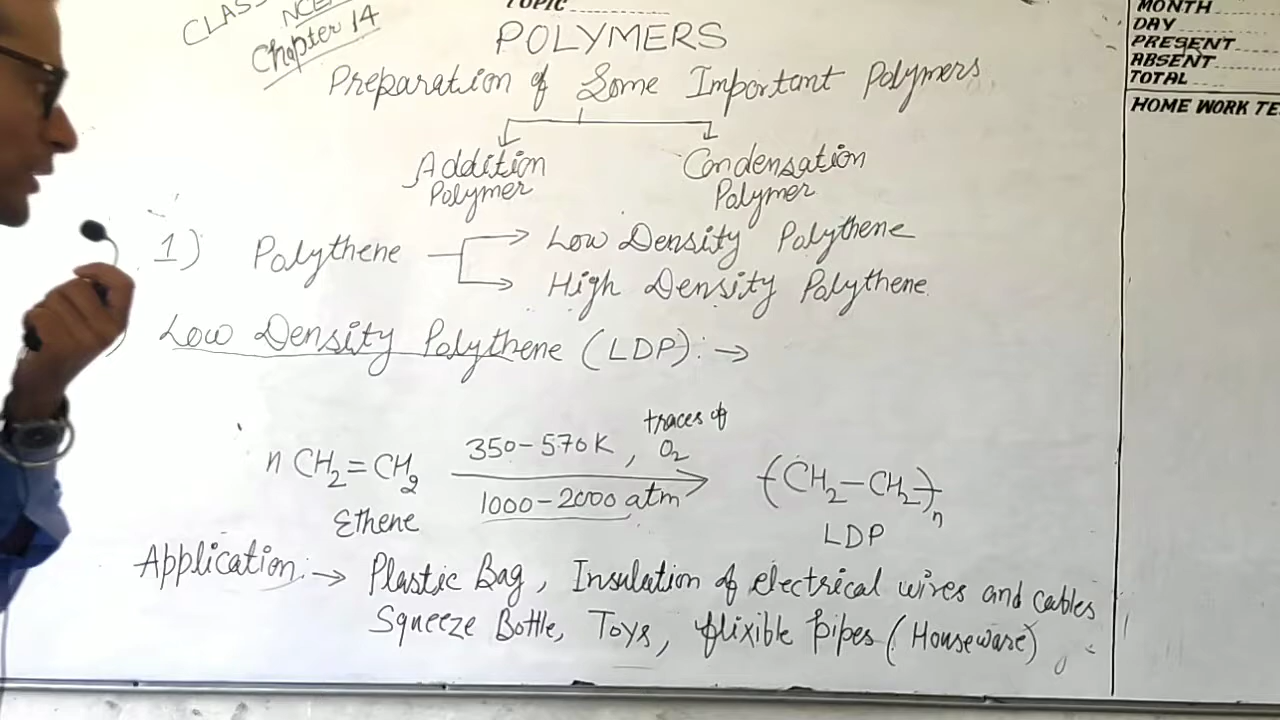 CLASS
NCE
Chapter 14
TOPIC
POLYMERS
Preparation of Some Important Polymers
Addition Polymer
Condensation Polymer
1) Polythene
Low Density Polythene
High Density Polythene
Low Density Polythene (LDP): →
n CH₂=CH₂
Ethene
350-570K, traces of O₂
1000-2000 atm
(CH₂-CH₂)n
LDP
Application: → Plastic Bag, Insulation of electrical wires and cables
Squeeze Bottle, Toys, flixible pipes (Houseware)
MONTH
DAY
PRESENT
ABSENT
TOTAL
HOME WORK TE